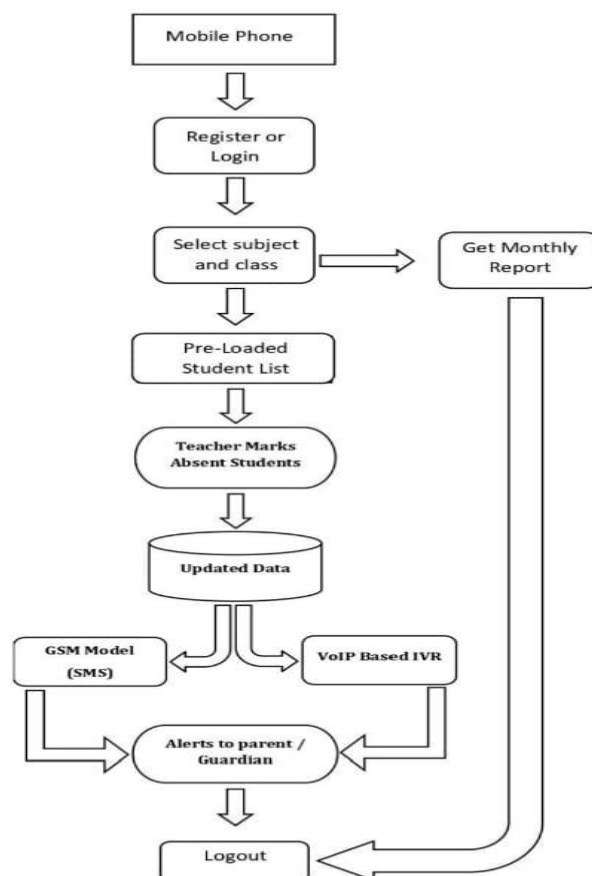 Mobile Phone
Register or
Login
Select subject
and class
Get Monthly
Report
Pre-Loaded
Student List
Teacher Marks
Absent Students
Updated Data
GSM Model
(SMS)
VoIP Based IVR
Alerts to parent /
Guardian
Logout